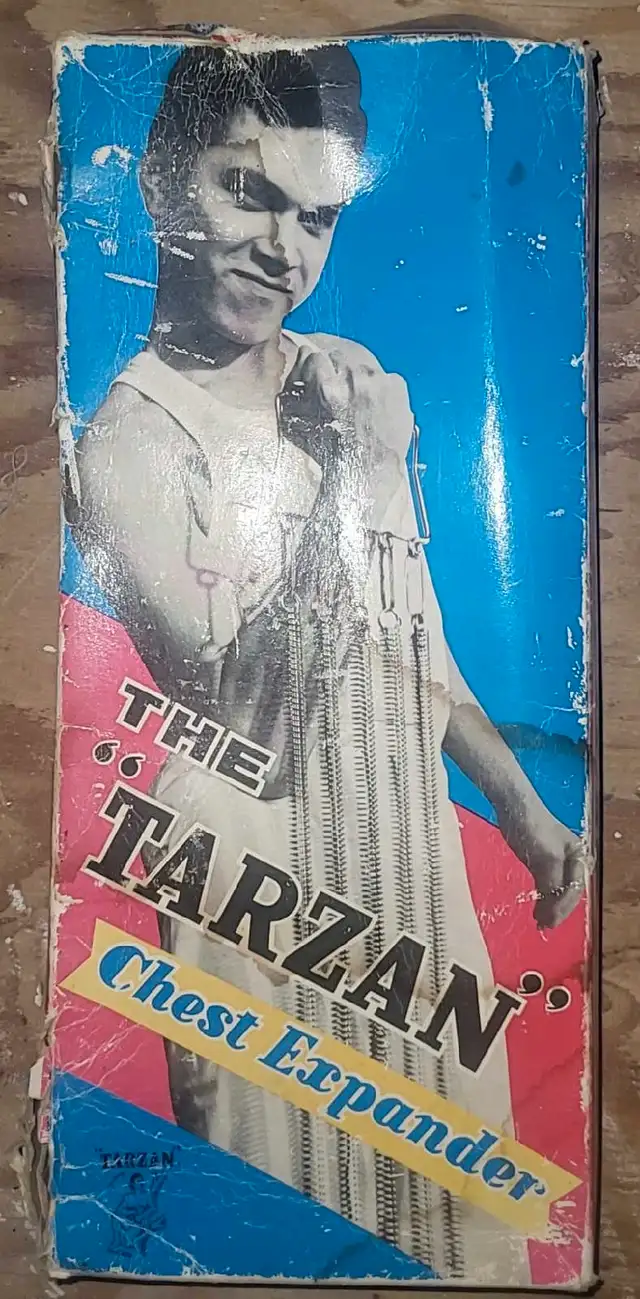 THE
“TARZAN”
Chest Expander
"TARZAN"